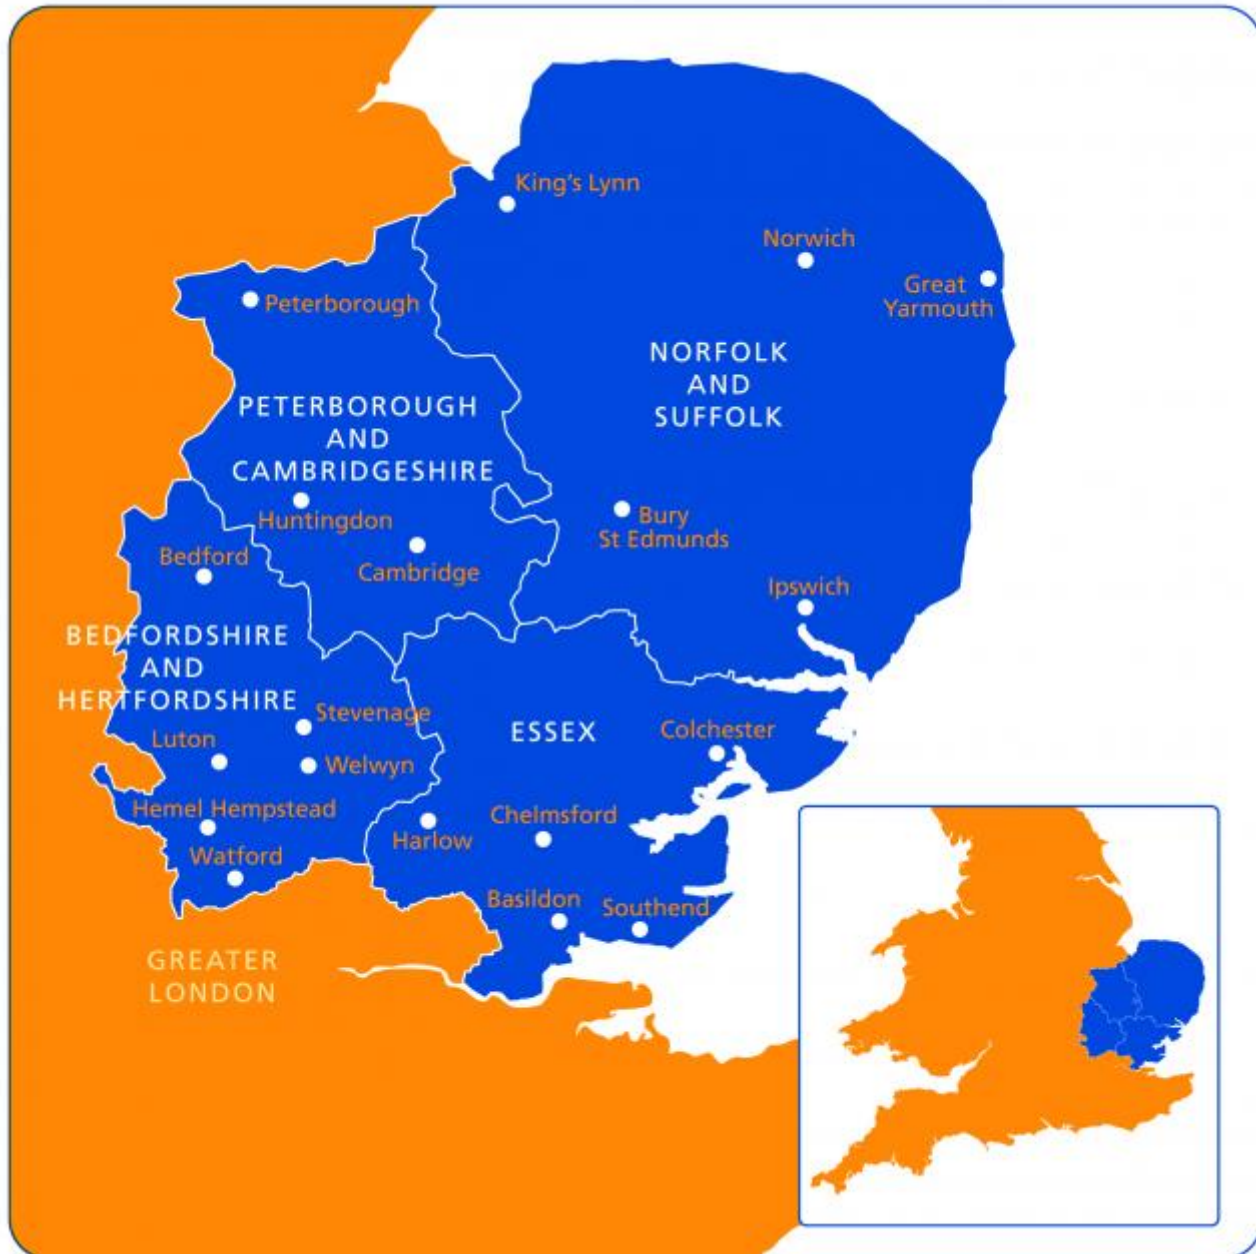 King's Lynn
Norwich
Great
Yarmouth
Peterborough
NORFOLK
AND
SUFFOLK
PETERBOROUGH
AND
CAMBRIDGESHIRE
Huntingdon
Bury
St Edmunds
Bedford
Cambridge
Ipswich
BEDFORDSHIRE
AND
HERTFORDSHIRE
Stevenage
ESSEX
Colchester
Luton
Welwyn
Hemel Hempstead
Chelmsford
Harlow
Watford
Basildon
Southend
GREATER
LONDON